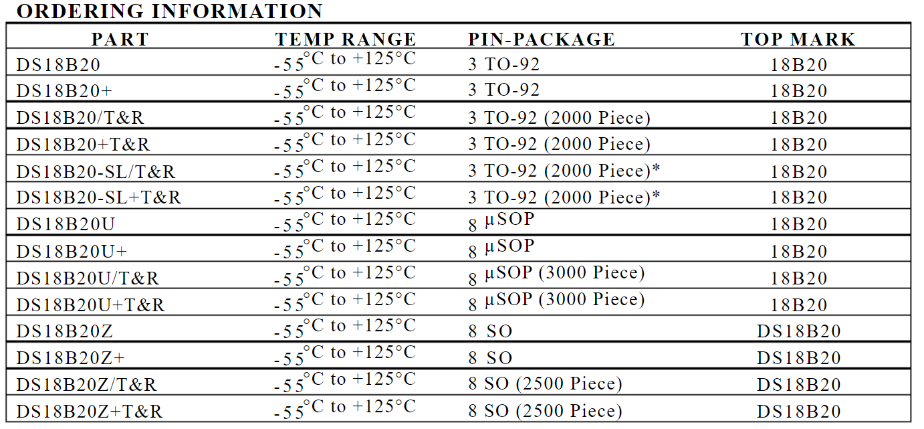 ORDERING INFORMATION
PART TEMP RANGE PIN-PACKAGE TOP MARK
DS18B20 -55°C to +125°C 3 TO-92 18B20
DS18B20+ -55°C to +125°C 3 TO-92 18B20
DS18B20/T&R -55°C to +125°C 3 TO-92 (2000 Piece) 18B20
DS18B20+T&R -55°C to +125°C 3 TO-92 (2000 Piece) 18B20
DS18B20-SL/T&R -55°C to +125°C 3 TO-92 (2000 Piece)* 18B20
DS18B20-SL+T&R -55°C to +125°C 3 TO-92 (2000 Piece)* 18B20
DS18B20U -55°C to +125°C 8 µSOP 18B20
DS18B20U+ -55°C to +125°C 8 µSOP 18B20
DS18B20U/T&R -55°C to +125°C 8 µSOP (3000 Piece) 18B20
DS18B20U+T&R -55°C to +125°C 8 µSOP (3000 Piece) 18B20
DS18B20Z -55°C to +125°C 8 SO DS18B20
DS18B20Z+ -55°C to +125°C 8 SO DS18B20
DS18B20Z/T&R -55°C to +125°C 8 SO (2500 Piece) DS18B20
DS18B20Z+T&R -55°C to +125°C 8 SO (2500 Piece) DS18B20